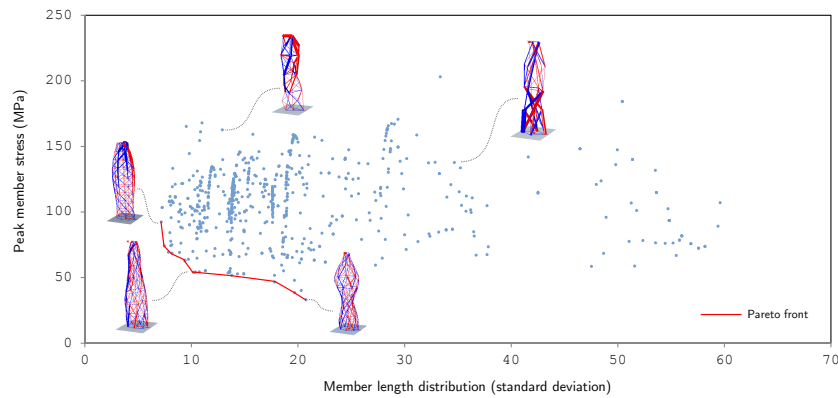 250
200
150
100
50
0
Peak member stress (MPa)
Pareto front
0 10 20 30 40 50 60 70
Member length distribution (standard deviation)